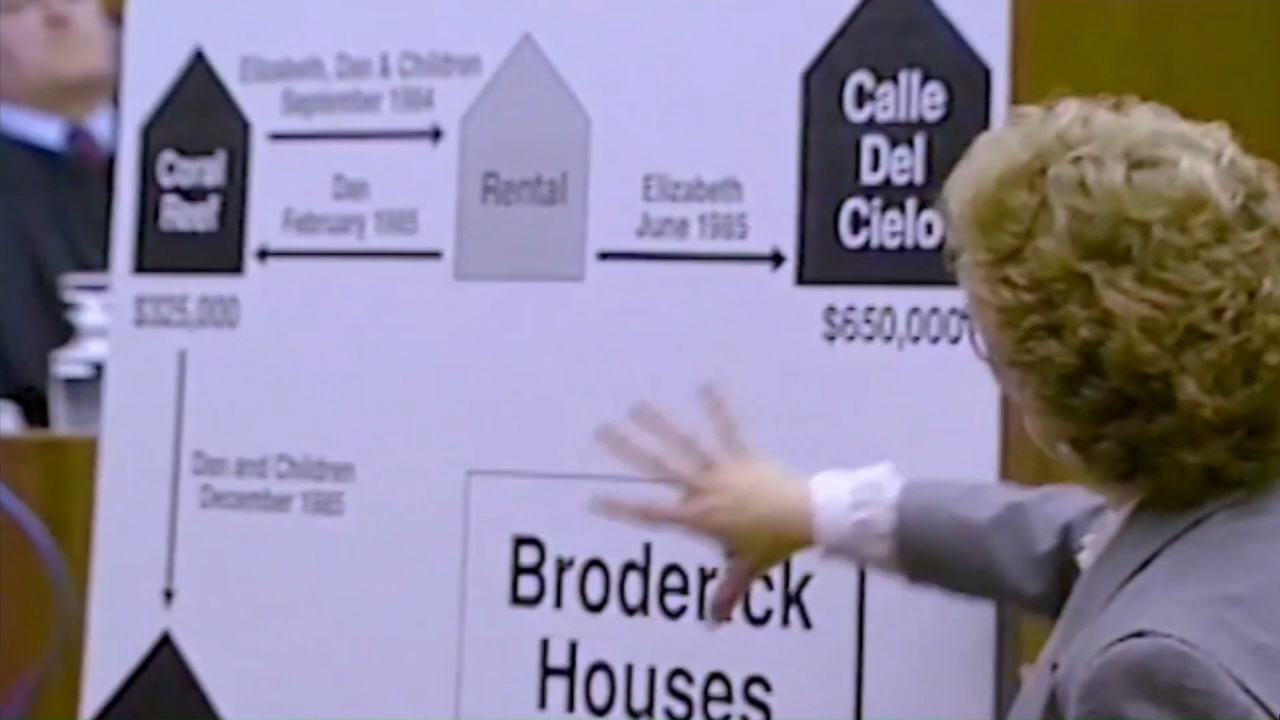 Elizabeth, Dan & Children
September 1984
Coral
Reef
Dan
February 1985
Rental
Elizabeth
June 1985
Calle
Del
Cielo
$325,000
$650,000
Dan and Children
December 1985
Broderick
Houses